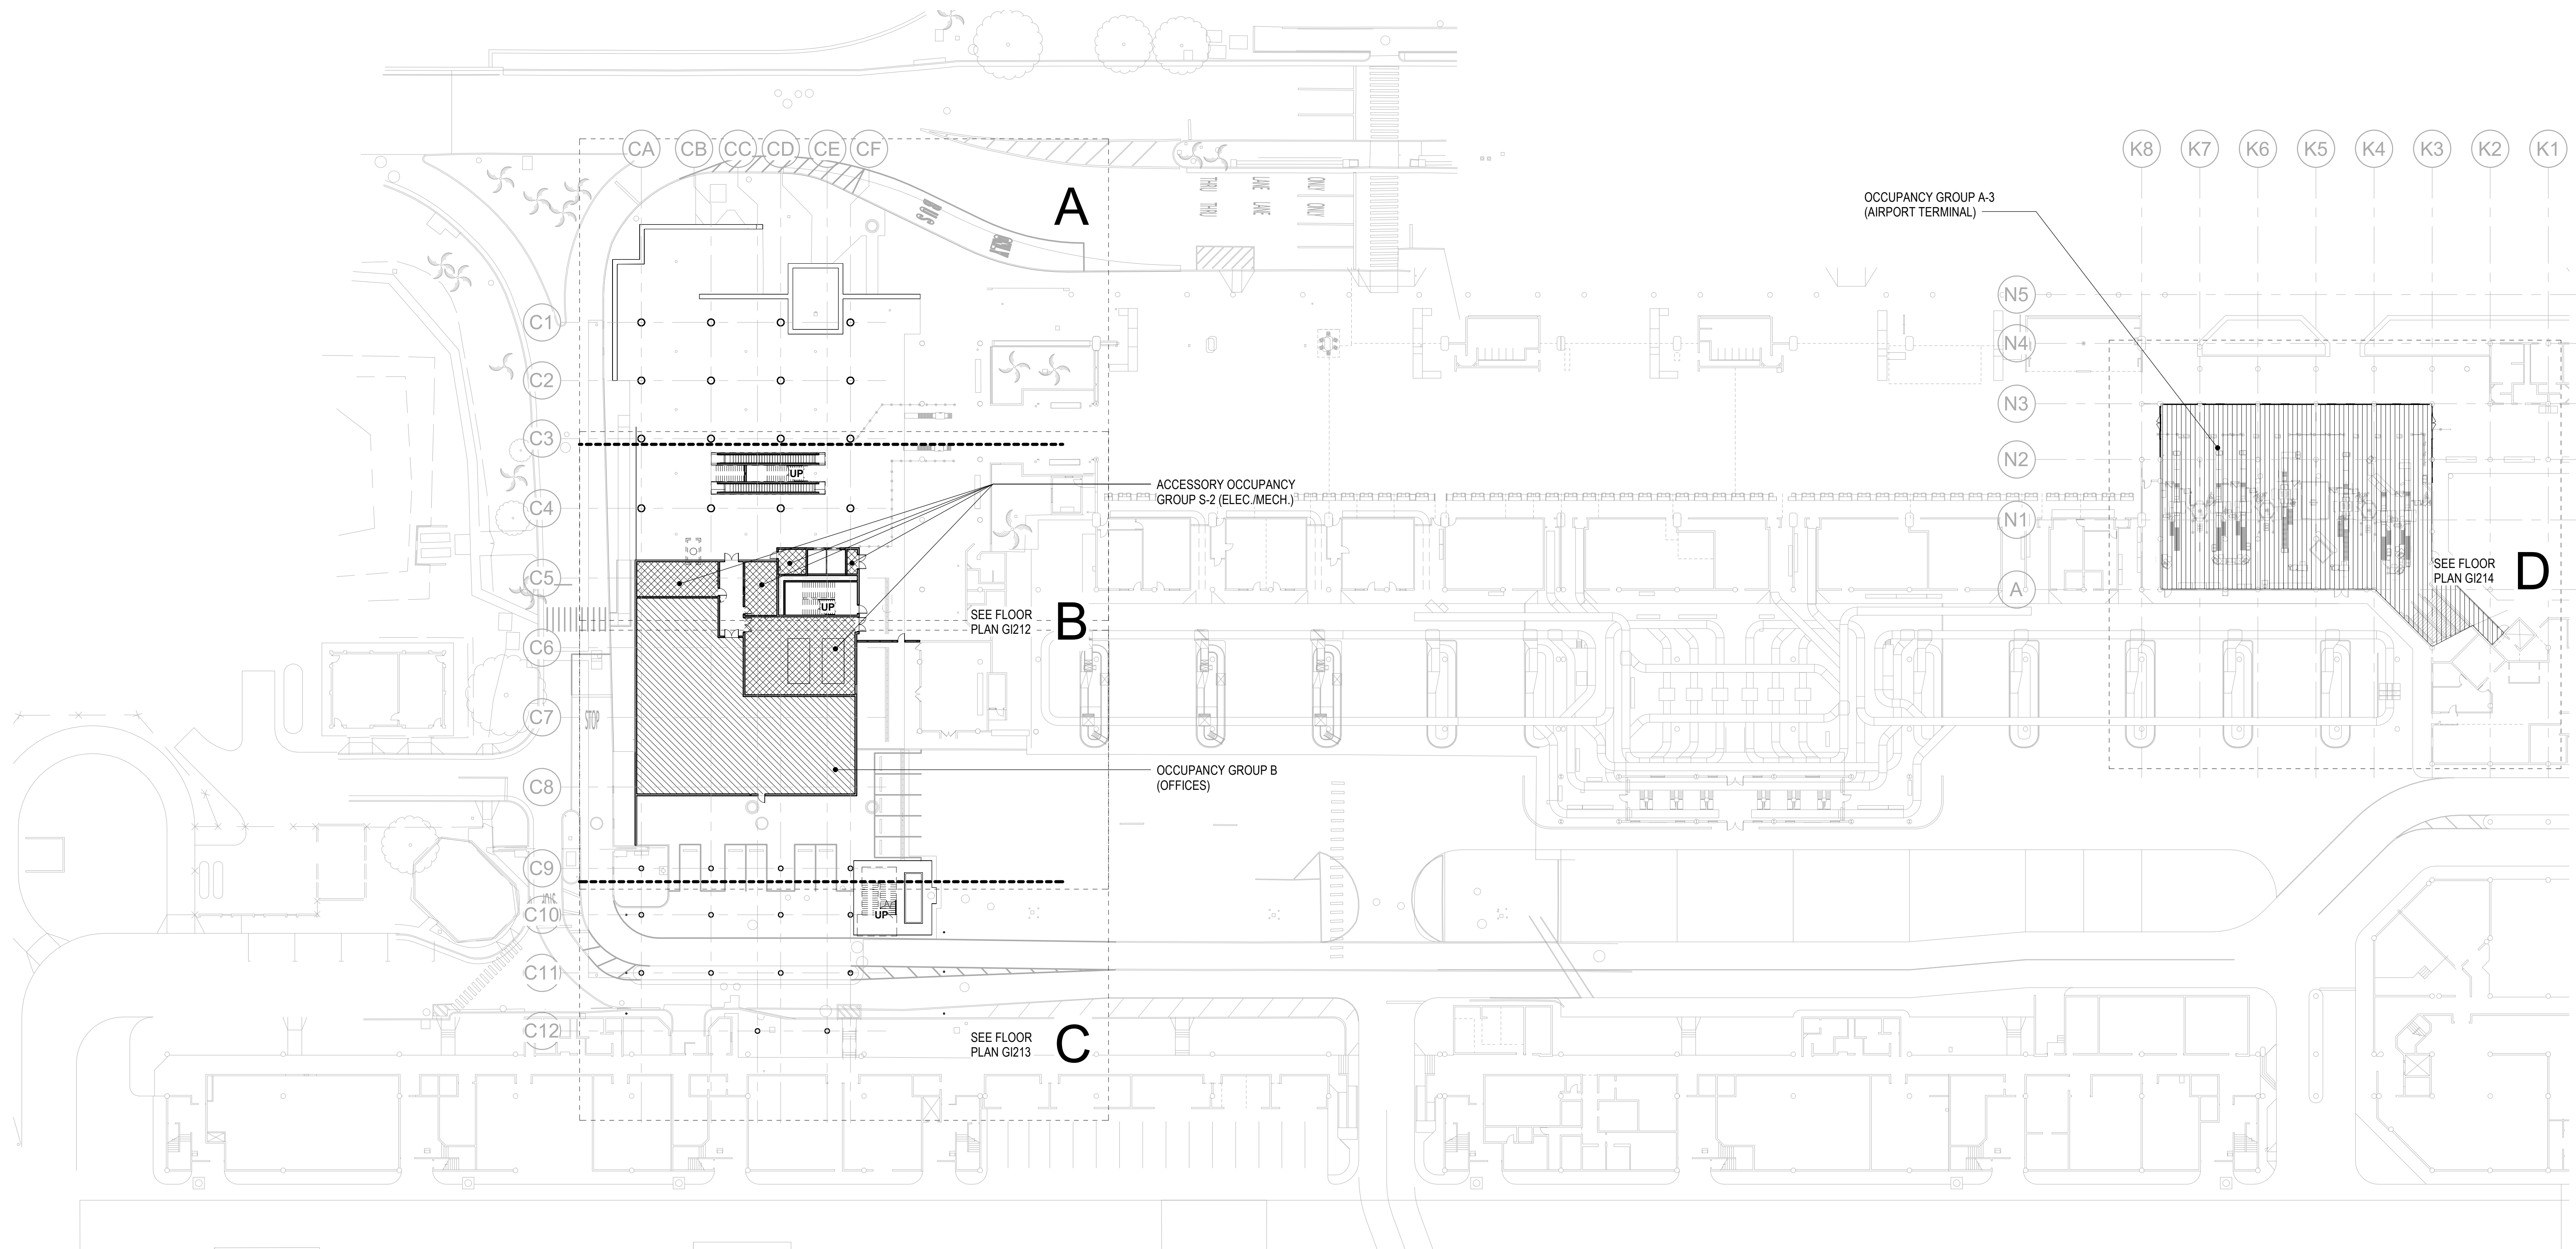 CA
CB
CC
CD
CE
CF
K8
K7
K6
K5
K4
K3
K2
K1
A
THRU
LANE
ONLY
THRU
LANE
ONLY
OCCUPANCY GROUP A-3
(AIRPORT TERMINAL)
N5
C1
N4
C2
N3
C3
N2
UP
ACCESSORY OCCUPANCY
GROUP S-2 (ELEC./MECH.)
C4
N1
C5
A
SEE FLOOR
PLAN GI214
D
UP
SEE FLOOR
PLAN GI212
B
C6
C7
STOP
OCCUPANCY GROUP B
(OFFICES)
C8
C9
C10
UP
C11
C12
SEE FLOOR
PLAN GI213
C